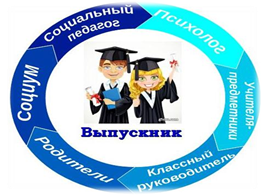 Социальный
педагог
Психолог
Учителя-
предметники
Классный
руководитель
Родители
Социум
Выпускник